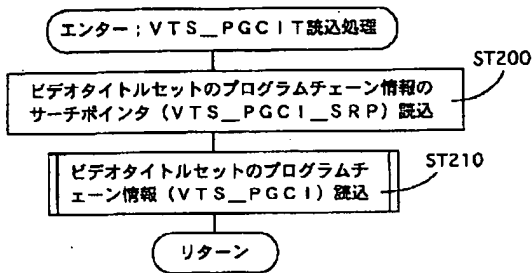 エンター；ＶＴＳ＿ＰＧＣＩＴ読込処理
ST200
ビデオタイトルセットのプログラムチェーン情報の
サーチポインタ（ＶＴＳ＿ＰＧＣＩ＿ＳＲＰ）読込
ST210
ビデオタイトルセットのプログラムチ
ェーン情報（ＶＴＳ＿ＰＧＣＩ）読込
リターン